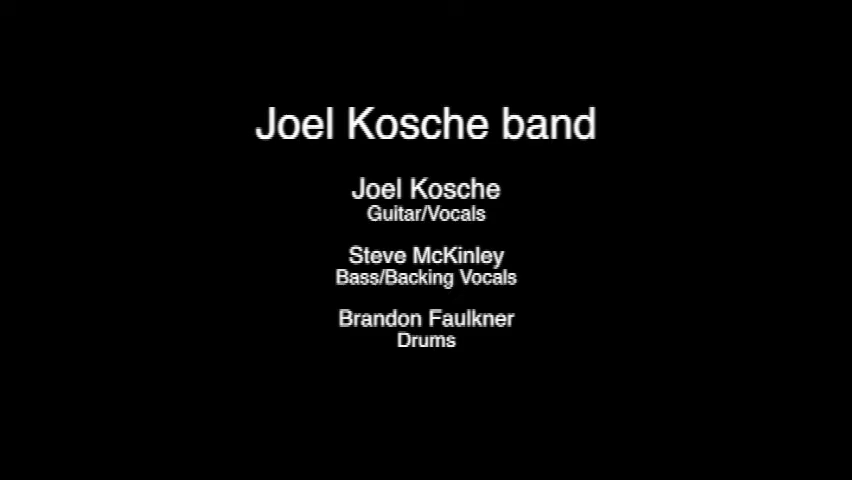 Joel Kosche band
Joel Kosche
Guitar/Vocals
Steve McKinley
Bass/Backing Vocals
Brandon Faulkner
Drums